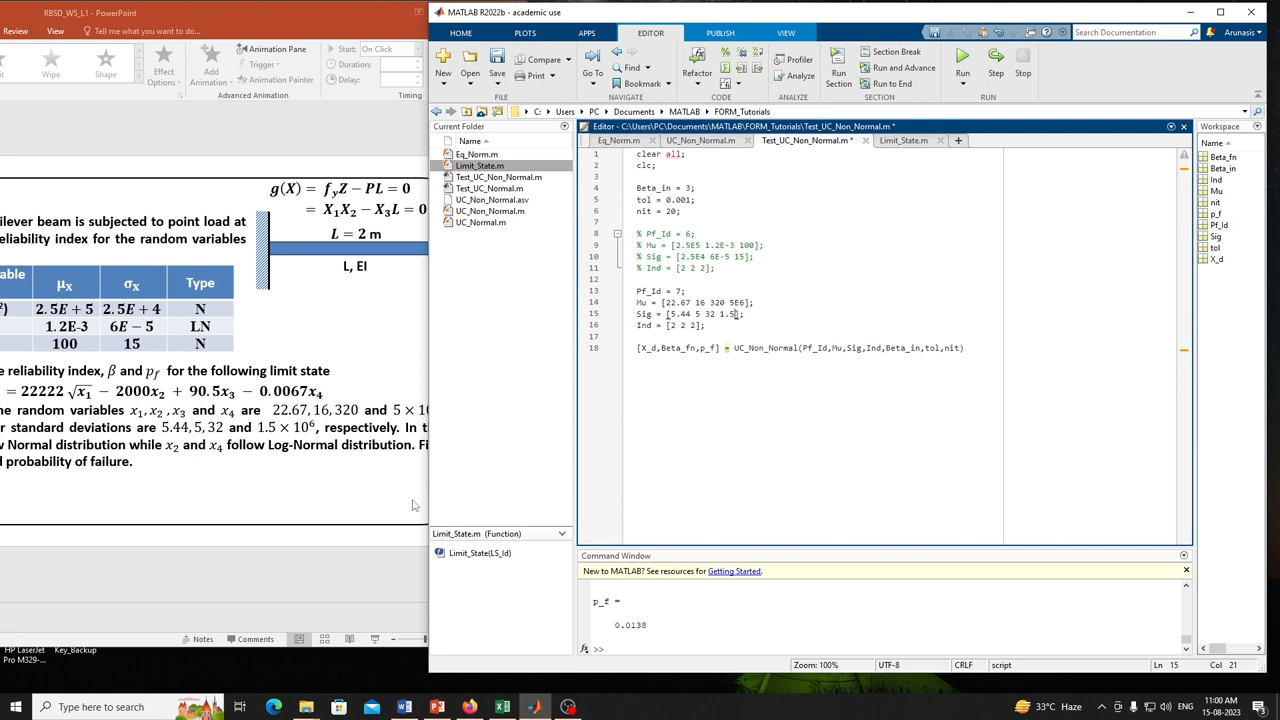 RBSD_W5_L1 - PowerPoint
MATLAB R2022b - academic use
Review View Tell me what you want to do...
HOME PLOTS APPS EDITOR PUBLISH VIEW
Search Documentation
Arunasis
Wipe
Shape
Effect Options
Add Animation
Animation Pane
Trigger
Animation Painter
Start: On Click
Duration:
Delay:
Advanced Animation
Timing
New
Open
Save
Compare
Print
Go To
Find
Bookmark
Refactor
Profiler
Analyze
Run Section
Section Break
Run and Advance
Run to End
Run
Step
Stop
FILE NAVIGATE CODE ANALYZE SECTION RUN
C: Users PC Documents MATLAB FORM_Tutorials
Current Folder
Name
Eq_Norm.m
Limit_State.m
Test_UC_Non_Normal.m
Test_UC_Normal.m
UC_Non_Normal.asv
UC_Non_Normal.m
UC_Normal.m
Limit_State.m (Function)
Limit_State(LS_Id)
Editor - C:\Users\PC\Documents\MATLAB\FORM_Tutorials\Test_UC_Non_Normal.m *
Eq_Norm.m UC_Non_Normal.m Test_UC_Non_Normal.m * Limit_State.m
1 clear all;
2 clc;
3
4 Beta_in = 3;
5 tol = 0.001;
6 nit = 20;
7
8 % Pf_Id = 6;
9 % Mu = [2.5E5 1.2E-3 100];
10 % Sig = [2.5E4 6E-5 15];
11 % Ind = [2 2 2];
12
13 Pf_Id = 7;
14 Mu = [22.67 16 320 5E6];
15 Sig = [5.44 5 32 1.5];
16 Ind = [2 2 2];
17
18 [X_d,Beta_fn,p_f] = UC_Non_Normal(Pf_Id,Mu,Sig,Ind,Beta_in,tol,nit)
Workspace
Name
Beta_fn
Beta_in
Ind
Mu
nit
p_f
Pf_Id
Sig
tol
X_d
g(X) = f_yZ − PL = 0
ilever beam is subjected to point load at
= X₁X₂ − X₃L = 0
eliability index for the random variables
L = 2 m
L, EI
able μ_X σ_X Type
²) 2.5E + 5 2.5E + 4 N
1.2E-3 6E − 5 LN
100 15 N
e reliability index, β and p_f for the following limit state
= 22222 √x₁ − 2000x₂ + 90.5x₃ − 0.0067x₄
he random variables x₁, x₂, x₃ and x₄ are 22.67, 16, 320 and 5 × 10
r standard deviations are 5.44, 5, 32 and 1.5 × 10⁶, respectively. In t
w Normal distribution while x₂ and x₄ follow Log-Normal distribution. Fi
d probability of failure.
Command Window
New to MATLAB? See resources for Getting Started.
p_f =
0.0138
>>
Notes Comments
HP LaserJet Pro M329-...
Key_Backup
Zoom: 100% UTF-8 CRLF script Ln 15 Col 21
Type here to search
33°C Haze
11:00 AM
15-08-2023